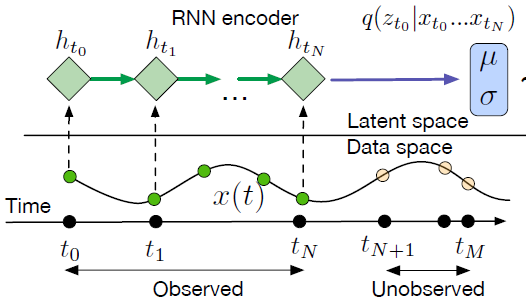 RNN encoder q(z_{t_0}|x_{t_0}...x_{t_N})
h_{t_0} h_{t_1} h_{t_N}
μ
...
σ
Latent space
Data space
x(t)
Time
t_0 t_1 t_N t_{N+1} t_M
Observed Unobserved
~